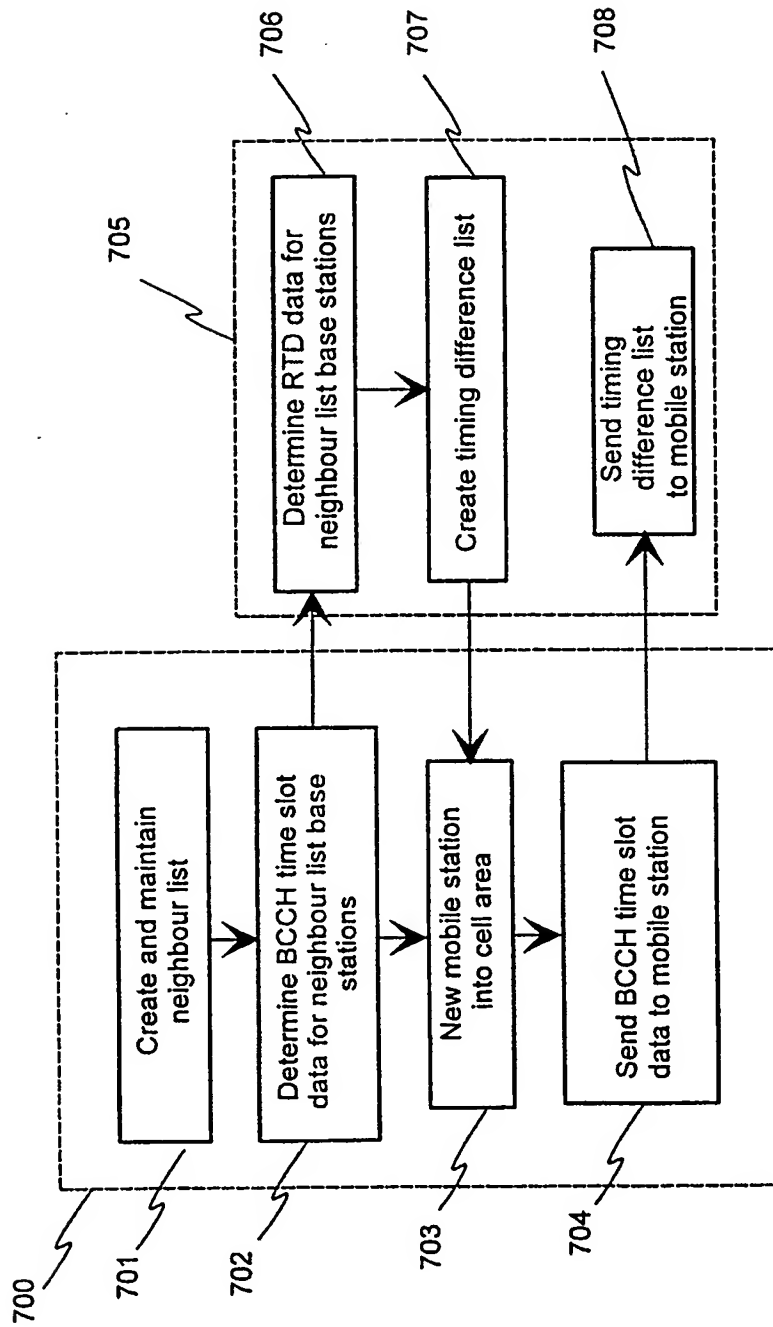 700
701
Create and maintain
neighbour list
702
Determine BCCH time slot
data for neighbour list base
stations
703
New mobile station
into cell area
704
Send BCCH time slot
data to mobile station
705
706
Determine RTD data for
neighbour list base stations
707
Create timing difference list
708
Send timing
difference list
to mobile station